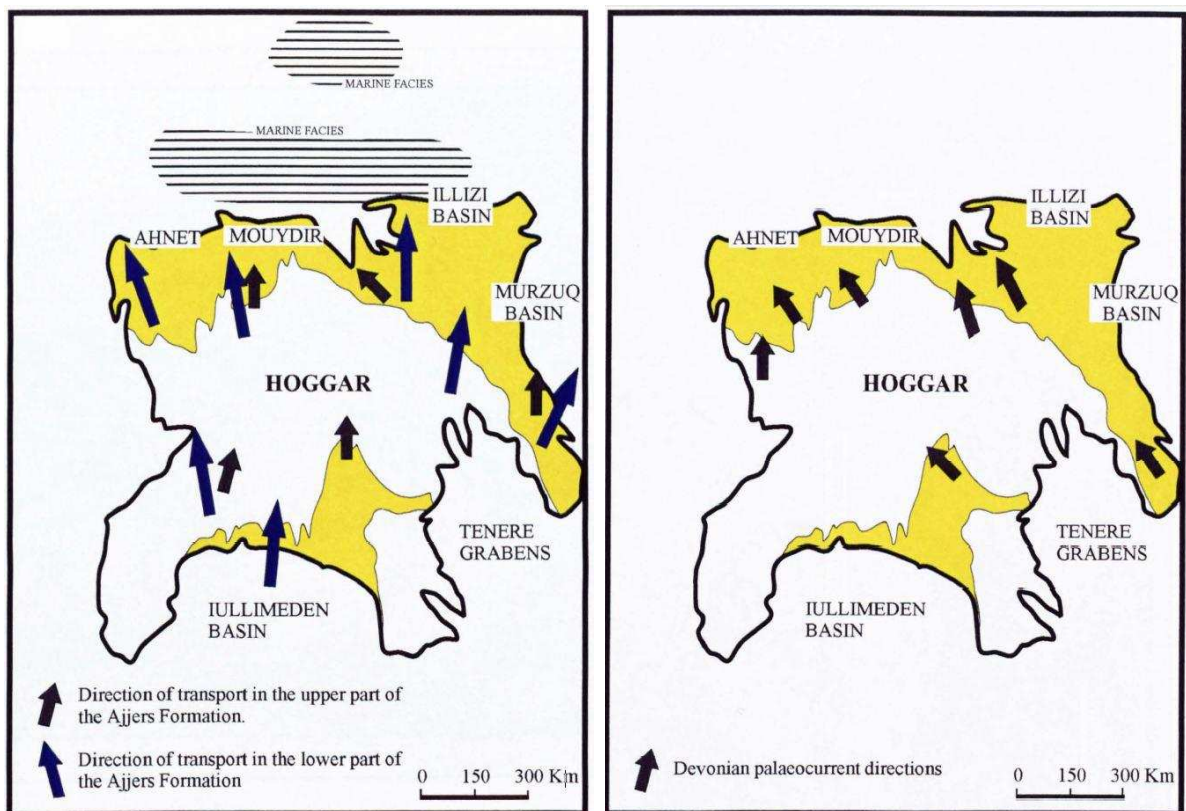 MARINE FACIES
MARINE FACIES
ILLIZI
BASIN
AHNET
MOUYDIR
MURZUQ
BASIN
HOGGAR
TENERE
GRABENS
IULLIMEDEN
BASIN
Direction of transport in the upper part of
the Ajjers Formation.
Direction of transport in the lower part of
the Ajjers Formation
0 150 300 Km
ILLIZI
BASIN
AHNET
MOUYDIR
MURZUQ
BASIN
HOGGAR
TENERE
GRABENS
IULLIMEDEN
BASIN
Devonian palaeocurrent directions
0 150 300 Km